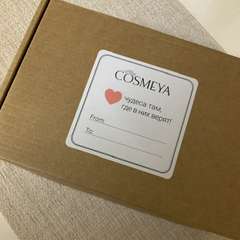 COSMEYA
чудеса там,
где в них верят!
From
To: